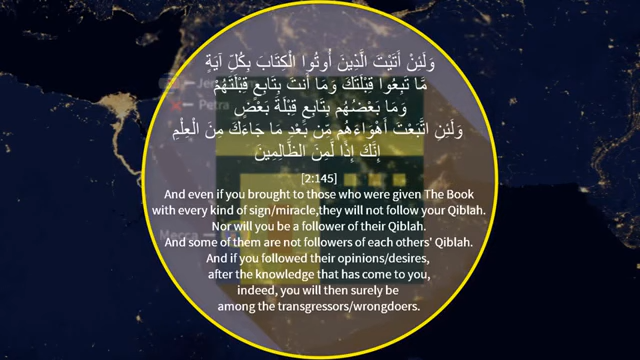 وَلَئِنْ أَتَيْتَ الَّذِينَ أُوتُوا الْكِتَابَ بِكُلِّ آيَةٍ
مَّا تَبِعُوا قِبْلَتَكَ وَمَا أَنتَ بِتَابِعٍ قِبْلَتَهُمْ
وَمَا بَعْضُهُم بِتَابِعٍ قِبْلَةَ بَعْضٍ
وَلَئِنِ اتَّبَعْتَ أَهْوَاءَهُم مِّن بَعْدِ مَا جَاءَكَ مِنَ الْعِلْمِ
إِنَّكَ إِذًا لَّمِنَ الظَّالِمِينَ
Petra
[2:145]
And even if you brought to those who were given The Book
with every kind of sign/miracle,they will not follow your Qiblah.
Nor will you be a follower of their Qiblah.
Mecca
And some of them are not followers of each others' Qiblah.
And if you followed their opinions/desires,
after the knowledge that has come to you,
indeed, you will then surely be
among the transgressors/wrongdoers.